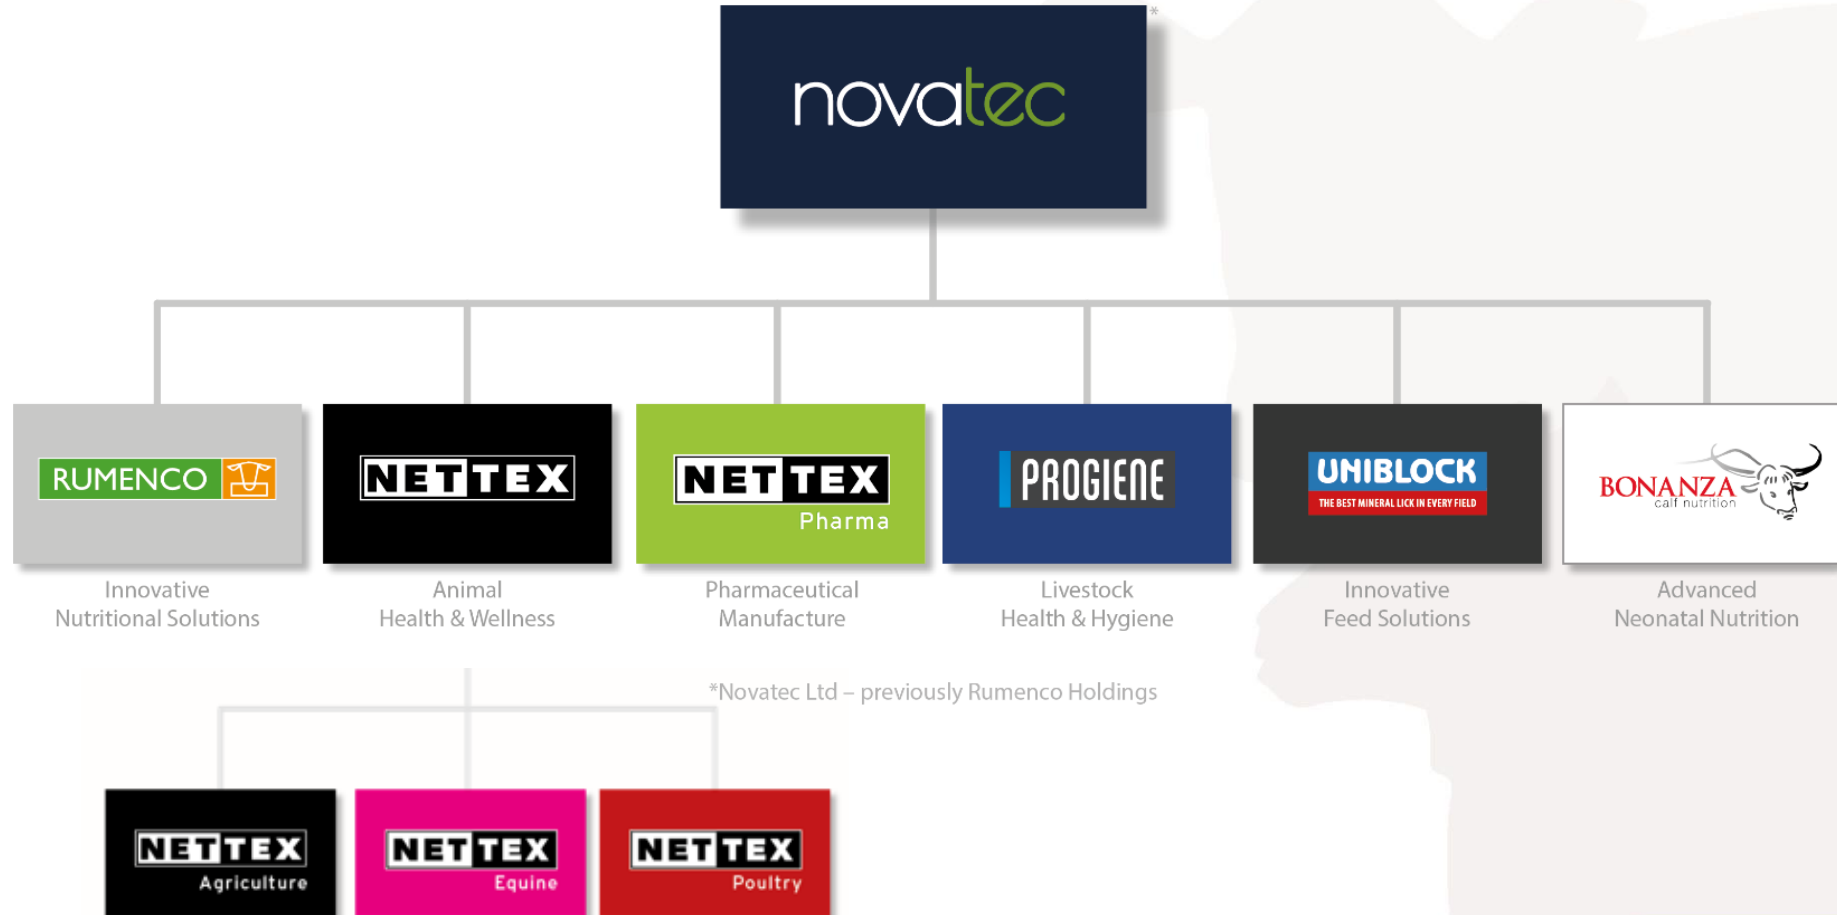 novatec
*
RUMENCO
NETTEX
NETTEX
Pharma
PROGIENE
UNIBLOCK
THE BEST MINERAL LICK IN EVERY FIELD
BONANZA
calf nutrition
Innovative
Nutritional Solutions
Animal
Health & Wellness
Pharmaceutical
Manufacture
Livestock
Health & Hygiene
Innovative
Feed Solutions
Advanced
Neonatal Nutrition
*Novatec Ltd – previously Rumenco Holdings
NETTEX
Agriculture
NETTEX
Equine
NETTEX
Poultry